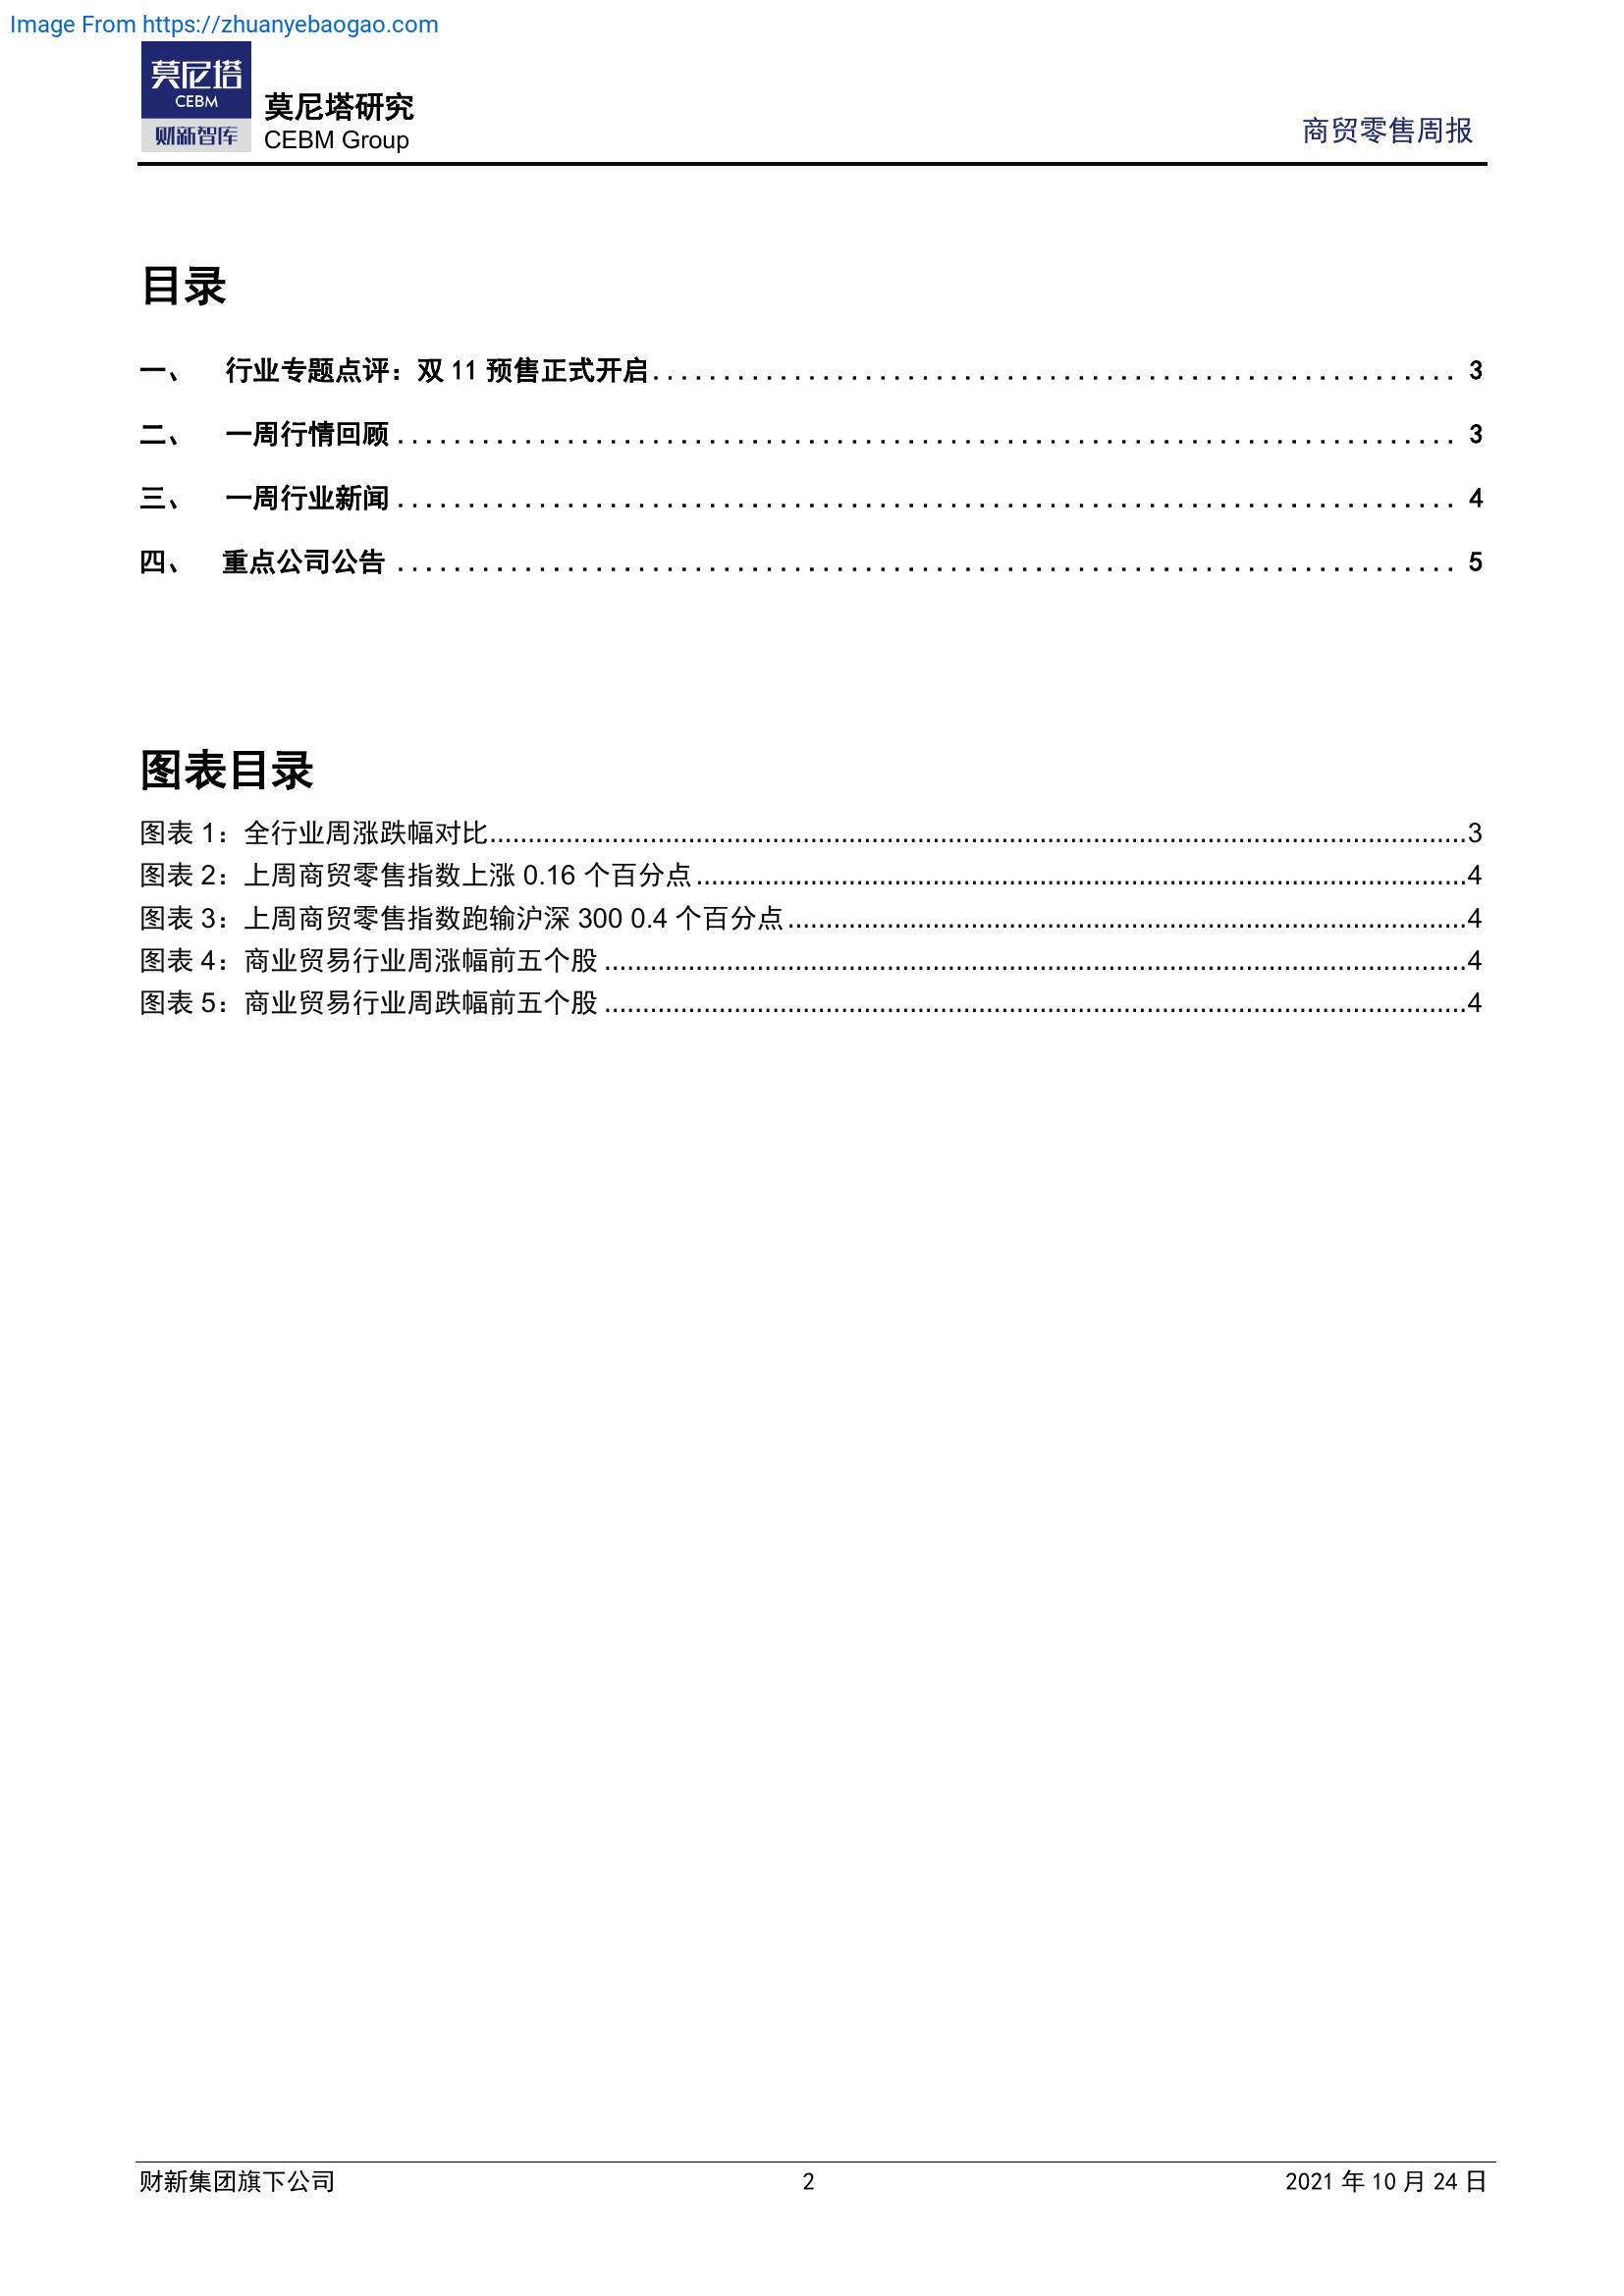 Image From https://zhuanyebaogao.com
莫尼塔
CEBM
财新智库
莫尼塔研究
CEBM Group
商贸零售周报
目录
一、 行业专题点评：双 11 预售正式开启........................................................ 3
二、 一周行情回顾........................................................................... 3
三、 一周行业新闻........................................................................... 4
四、 重点公司公告........................................................................... 5
图表目录
图表 1：全行业周涨跌幅对比................................................................................3
图表 2：上周商贸零售指数上涨 0.16 个百分点................................................................4
图表 3：上周商贸零售指数跑输沪深 300 0.4 个百分点........................................................4
图表 4：商业贸易行业周涨幅前五个股........................................................................4
图表 5：商业贸易行业周跌幅前五个股........................................................................4
财新集团旗下公司
2
2021 年 10 月 24 日